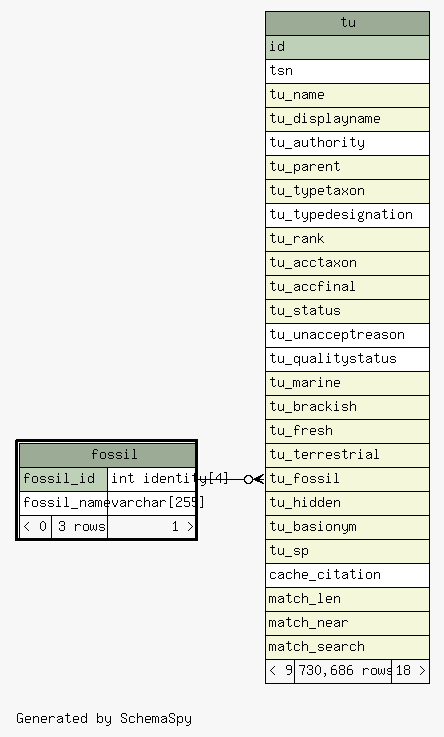 tu
id
tsn
tu_name
tu_displayname
tu_authority
tu_parent
tu_typetaxon
tu_typedesignation
tu_rank
tu_acctaxon
tu_accfinal
tu_status
tu_unacceptreason
tu_qualitystatus
tu_marine
tu_brackish
tu_fresh
tu_terrestrial
tu_fossil
tu_hidden
tu_basionym
tu_sp
cache_citation
match_len
match_near
match_search
< 9 730,686 rows 18 >
fossil
fossil_id int identity[4]
fossil_name varchar[255]
< 0 3 rows 1 >
Generated by SchemaSpy